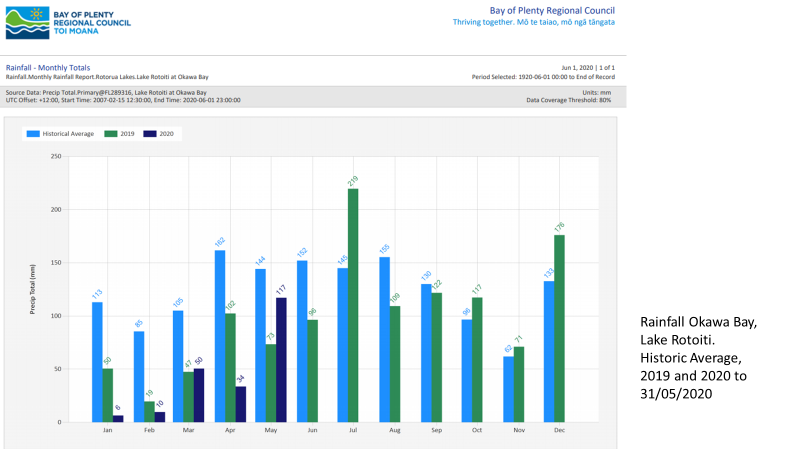 BAY OF PLENTY
REGIONAL COUNCIL
TOI MOANA
Bay of Plenty Regional Council
Thriving together. Mō te taiao, mō ngā tāngata
Rainfall - Monthly Totals
Rainfall.Monthly Rainfall Report.Rotorua Lakes.Lake Rotoiti at Okawa Bay
Jun 1, 2020 | 1 of 1
Period Selected: 1920-06-01 00:00 to End of Record
Source Data: Precip Total.Primary@FL289316, Lake Rotoiti at Okawa Bay
UTC Offset: +12:00, Start Time: 2007-02-15 12:30:00, End Time: 2020-06-01 23:00:00
Units: mm
Data Coverage Threshold: 80%
Historical Average 2019 2020
Precip Total (mm)
250
200
150
100
50
0
113 50 6
85 19 10
105 47 50
162 102 34
144 73 117
152 96
145 219
155 109
130 122
96 117
62 71
133 176
Jan Feb Mar Apr May Jun Jul Aug Sep Oct Nov Dec
Rainfall Okawa Bay,
Lake Rotoiti.
Historic Average,
2019 and 2020 to
31/05/2020